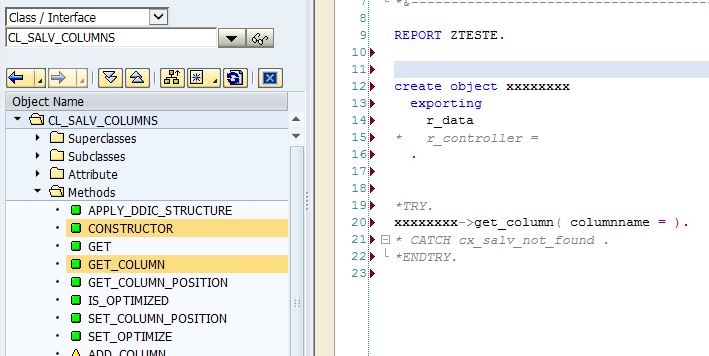 Class / Interface
CL_SALV_COLUMNS
Object Name
CL_SALV_COLUMNS
Superclasses
Subclasses
Attribute
Methods
APPLY_DDIC_STRUCTURE
CONSTRUCTOR
GET
GET_COLUMN
GET_COLUMN_POSITION
IS_OPTIMIZED
SET_COLUMN_POSITION
SET_OPTIMIZE
ADD_COLUMN
7 *&----------------------------------------
8
9 REPORT ZTESTE.
10
11
12 create object xxxxxxxx
13 exporting
14 r_data
15 * r_controller =
16 .
17
18
19 *TRY.
20 xxxxxxxx->get_column( columnname = ).
21 * CATCH cx_salv_not_found .
22 *ENDTRY.
23